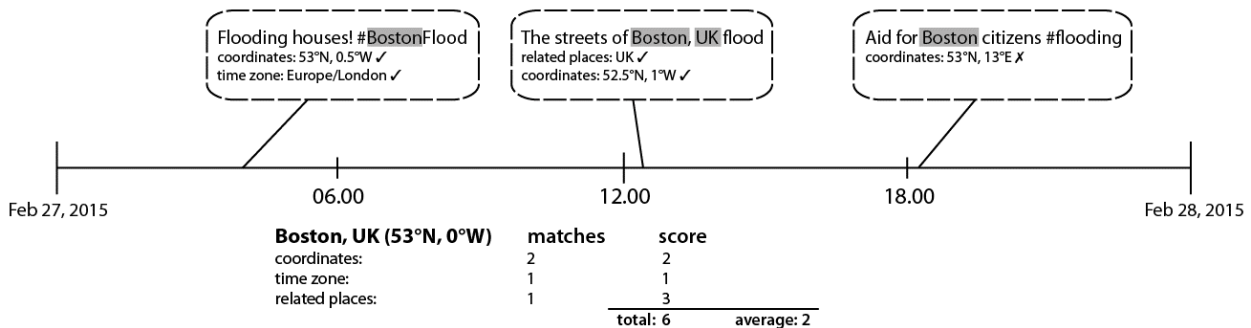 Flooding houses! #BostonFlood
coordinates: 53°N, 0.5°W ✓
time zone: Europe/London ✓
The streets of Boston, UK flood
related places: UK ✓
coordinates: 52.5°N, 1°W ✓
Aid for Boston citizens #flooding
coordinates: 53°N, 13°E ✗
06.00 12.00 18.00
Feb 27, 2015 Feb 28, 2015
Boston, UK (53°N, 0°W) matches score
coordinates: 2 2
time zone: 1 1
related places: 1 3
total: 6 average: 2